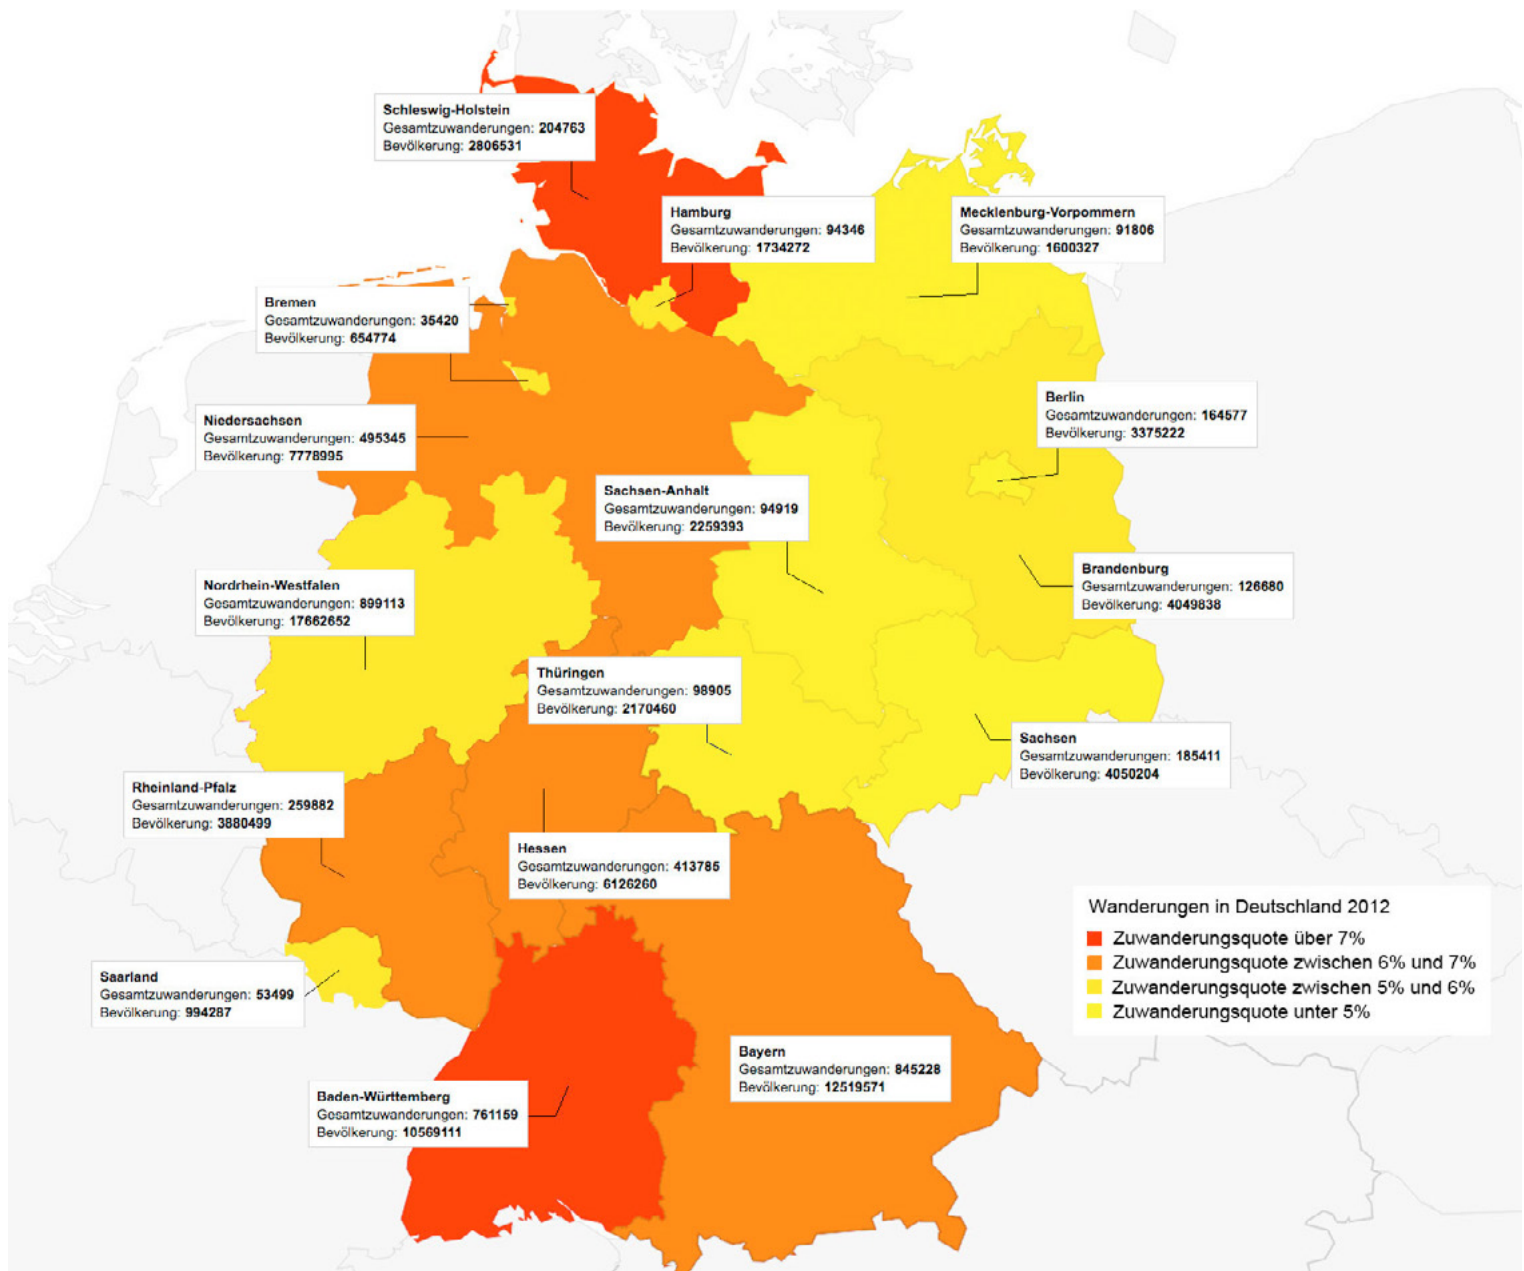 Schleswig-Holstein
Gesamtzuwanderungen: 204763
Bevölkerung: 2806531
Hamburg
Gesamtzuwanderungen: 94346
Bevölkerung: 1734272
Mecklenburg-Vorpommern
Gesamtzuwanderungen: 91806
Bevölkerung: 1600327
Bremen
Gesamtzuwanderungen: 35420
Bevölkerung: 654774
Niedersachsen
Gesamtzuwanderungen: 495345
Bevölkerung: 7778995
Berlin
Gesamtzuwanderungen: 164577
Bevölkerung: 3375222
Sachsen-Anhalt
Gesamtzuwanderungen: 94919
Bevölkerung: 2259393
Brandenburg
Gesamtzuwanderungen: 126680
Bevölkerung: 4049838
Nordrhein-Westfalen
Gesamtzuwanderungen: 899113
Bevölkerung: 17662652
Thüringen
Gesamtzuwanderungen: 98905
Bevölkerung: 2170460
Sachsen
Gesamtzuwanderungen: 185411
Bevölkerung: 4050204
Rheinland-Pfalz
Gesamtzuwanderungen: 259882
Bevölkerung: 3880499
Hessen
Gesamtzuwanderungen: 413785
Bevölkerung: 6126260
Wanderungen in Deutschland 2012
Zuwanderungsquote über 7%
Zuwanderungsquote zwischen 6% und 7%
Zuwanderungsquote zwischen 5% und 6%
Zuwanderungsquote unter 5%
Saarland
Gesamtzuwanderungen: 53499
Bevölkerung: 994287
Bayern
Gesamtzuwanderungen: 845228
Bevölkerung: 12519571
Baden-Württemberg
Gesamtzuwanderungen: 761159
Bevölkerung: 10569111